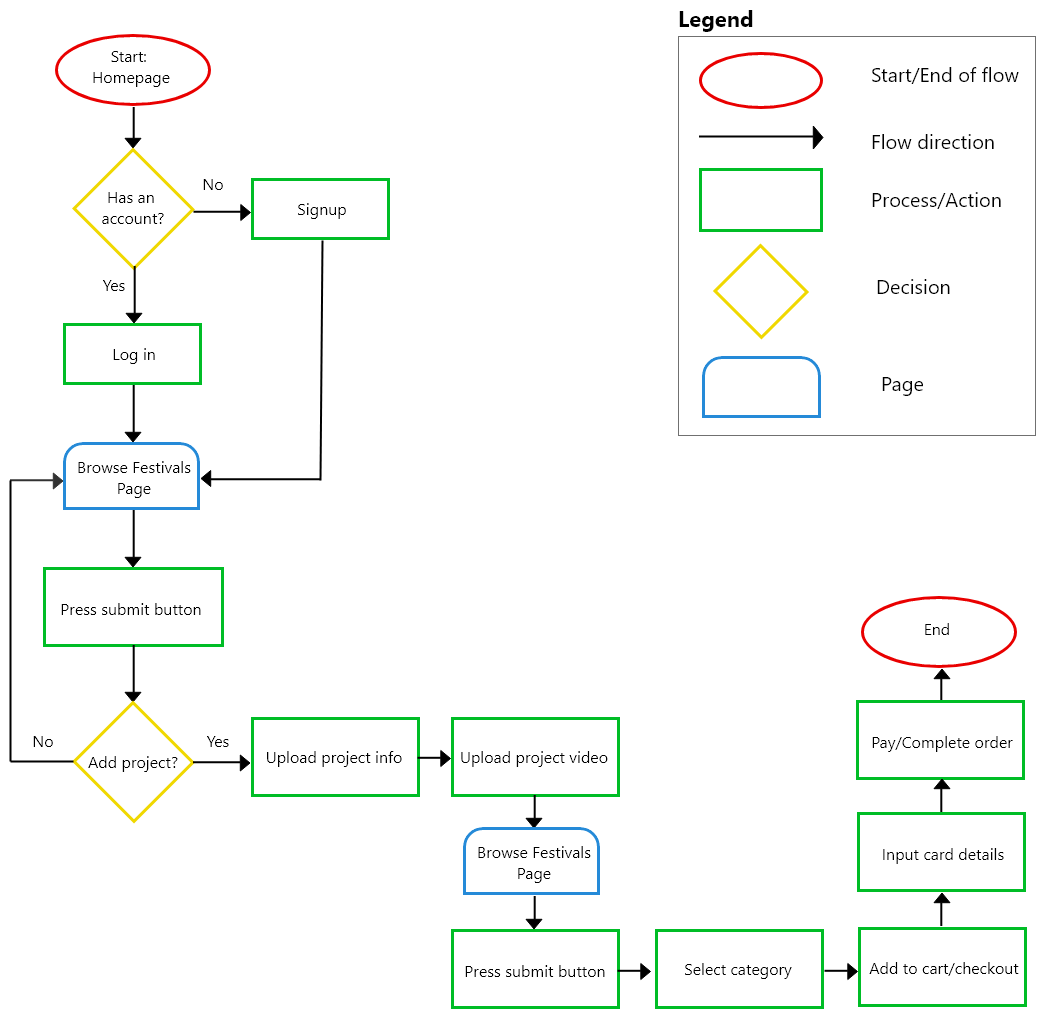 Legend
Start:
Homepage
Start/End of flow
Flow direction
No
Has an
account?
Signup
Process/Action
Yes
Decision
Log in
Page
Browse Festivals
Page
Press submit button
End
No
Yes
Add project?
Upload project info
Upload project video
Pay/Complete order
Browse Festivals
Page
Input card details
Press submit button
Select category
Add to cart/checkout